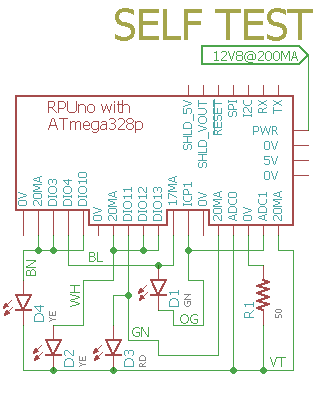 SELF TEST
12V8@200MA
RPUno with
ATmega328p
SHLD_5V
SHLD_VOUT
RESET
SPI
I2C
RX
TX
PWR
0V
5V
0V
0V
20MA
DIO3
DIO4
DIO10
0V
20MA
DIO11
DIO12
DIO13
17MA
ICP1
0V
20MA
ADC0
0V
ADC1
20MA
BN
BL
WH
D1
GN
OG
R1
50
D4
YE
D2
YE
GN
D3
RD
VT